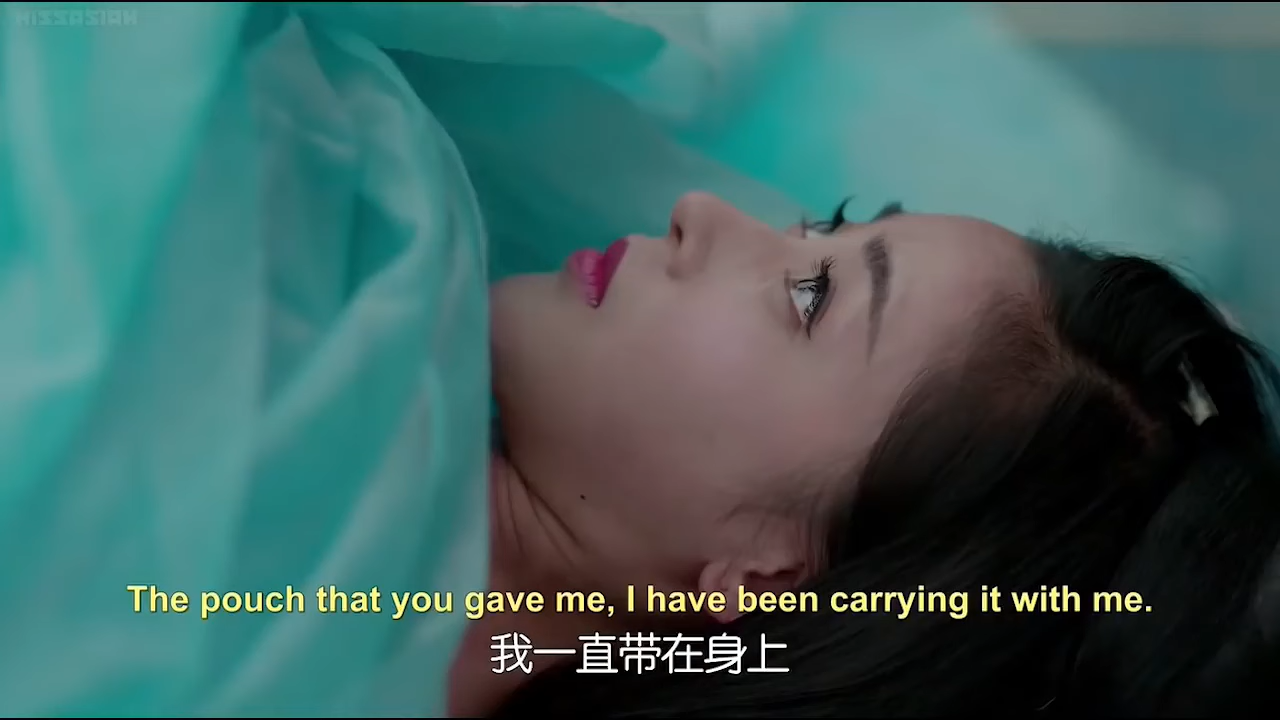 KISSASIAN
The pouch that you gave me, I have been carrying it with me.
我一直带在身上